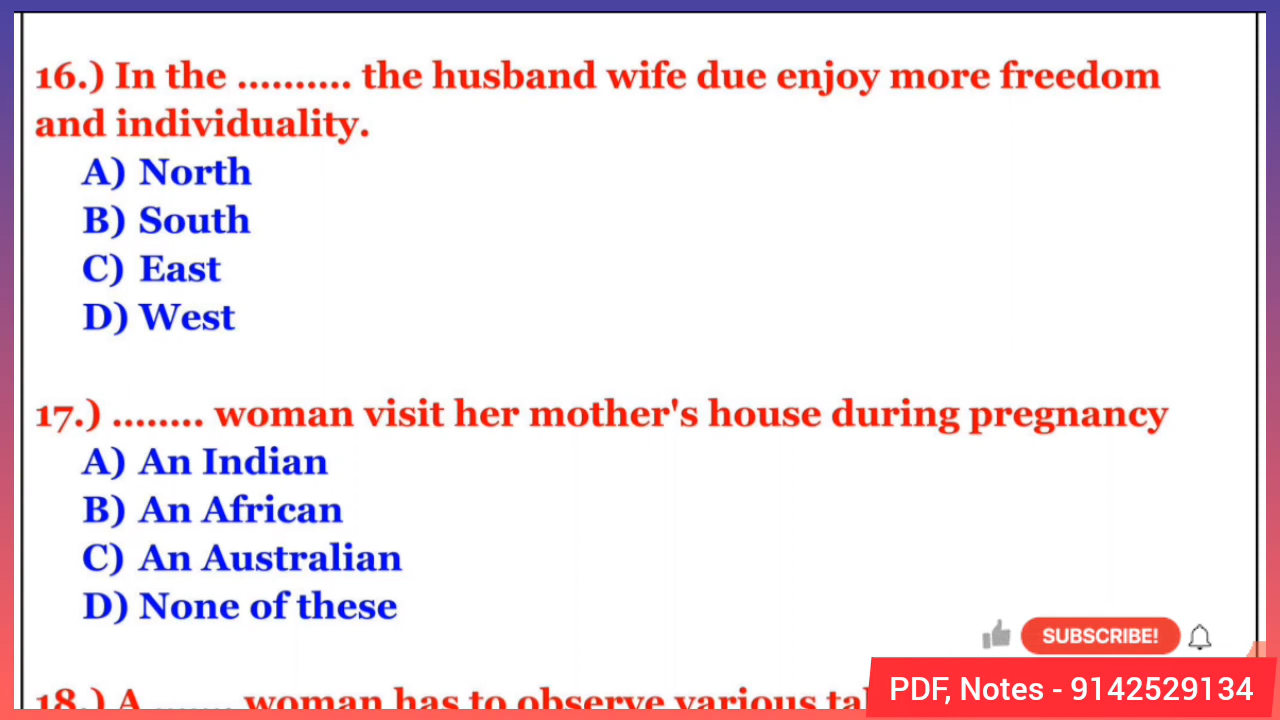 16.) In the .......... the husband wife due enjoy more freedom
and individuality.
A) North
B) South
C) East
D) West
17.) ........ woman visit her mother's house during pregnancy
A) An Indian
B) An African
C) An Australian
D) None of these
SUBSCRIBE!
18.) A ....... woman has to observe various
PDF, Notes - 9142529134